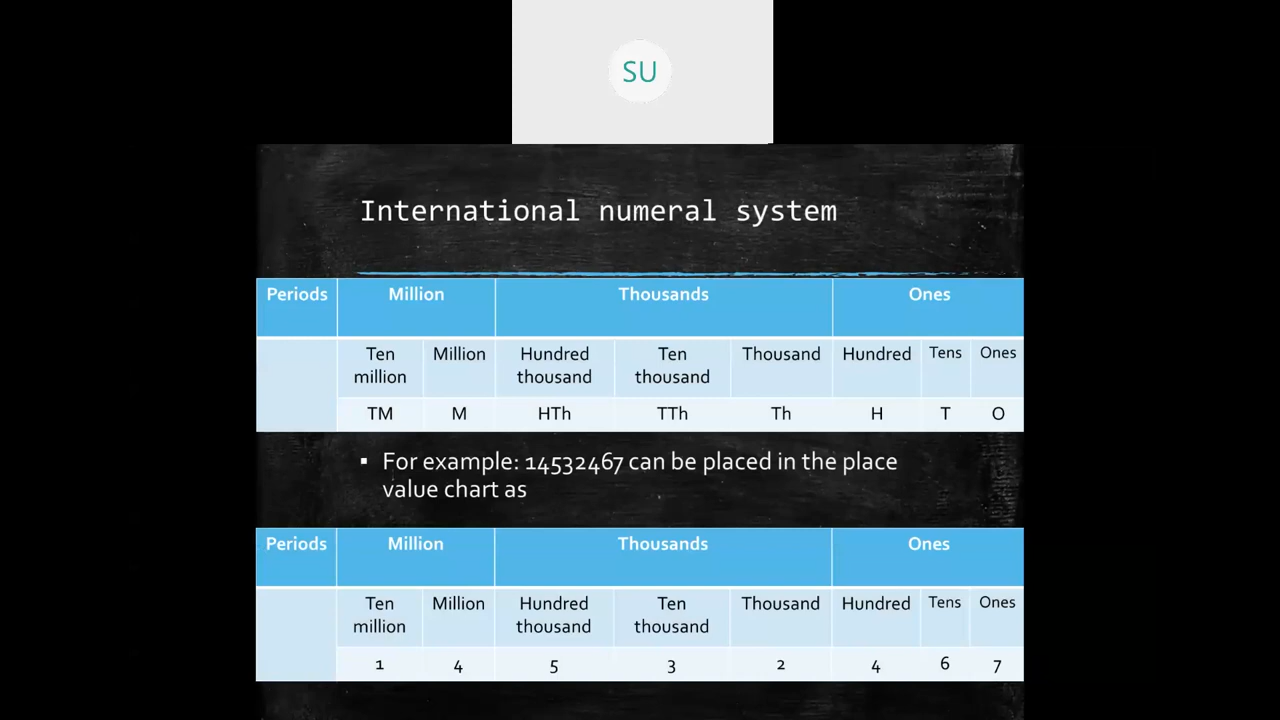 SU
International numeral system
Periods Million Thousands Ones
Ten million Million Hundred thousand Ten thousand Thousand Hundred Tens Ones
TM M HTh TTh Th H T O
▪ For example: 14532467 can be placed in the place
value chart as
Periods Million Thousands Ones
Ten million Million Hundred thousand Ten thousand Thousand Hundred Tens Ones
1 4 5 3 2 4 6 7